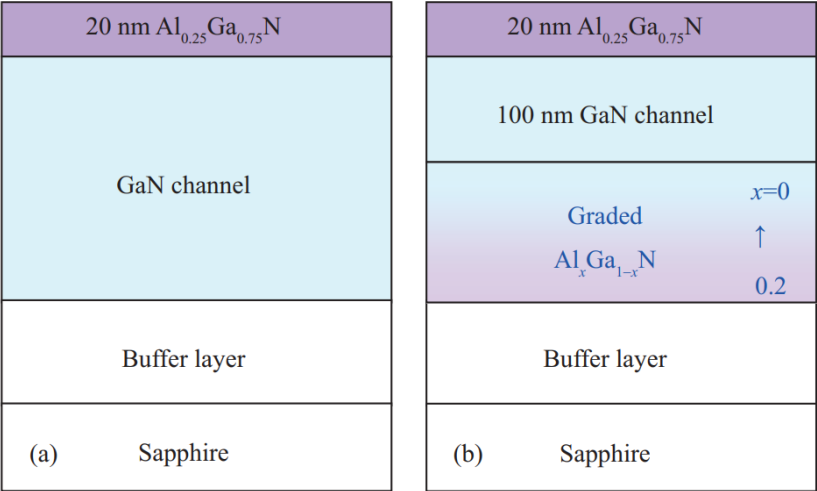 20 nm Al0.25Ga0.75N
GaN channel
Buffer layer
(a) Sapphire
20 nm Al0.25Ga0.75N
100 nm GaN channel
Graded
AlxGa1−xN
x=0
↑
0.2
Buffer layer
(b) Sapphire